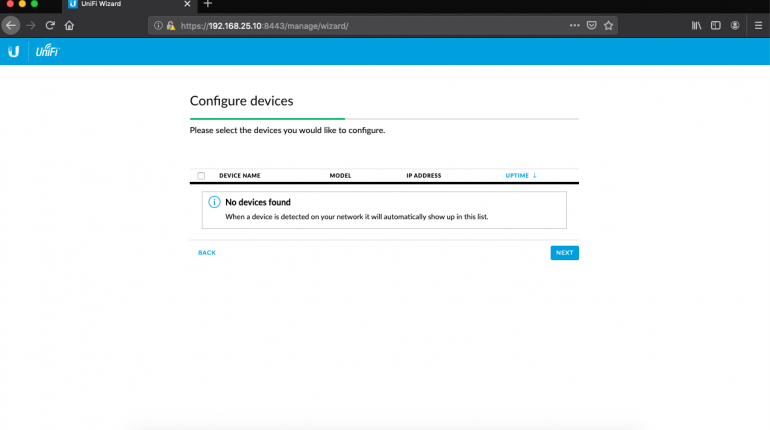 UniFi Wizard
https://192.168.25.10:8443/manage/wizard/
U UniFi
Configure devices
Please select the devices you would like to configure.
DEVICE NAME MODEL IP ADDRESS UPTIME ↓
No devices found
When a device is detected on your network it will automatically show up in this list.
BACK NEXT